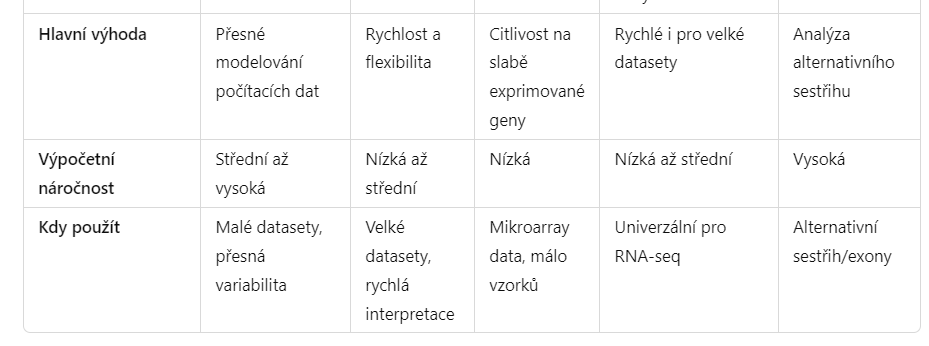 Hlavní výhoda
Přesné
modelování
počítacích dat
Rychlost a
flexibilita
Citlivost na
slabě
exprimované
geny
Rychlé i pro velké
datasety
Analýza
alternativního
sestřihu
Výpočetní
náročnost
Střední až
vysoká
Nízká až
střední
Nízká
Nízká až střední
Vysoká
Kdy použít
Malé datasety,
přesná
variabilita
Velké
datasety,
rychlá
interpretace
Mikroarray
data, málo
vzorků
Univerzální pro
RNA-seq
Alternativní
sestřih/exony